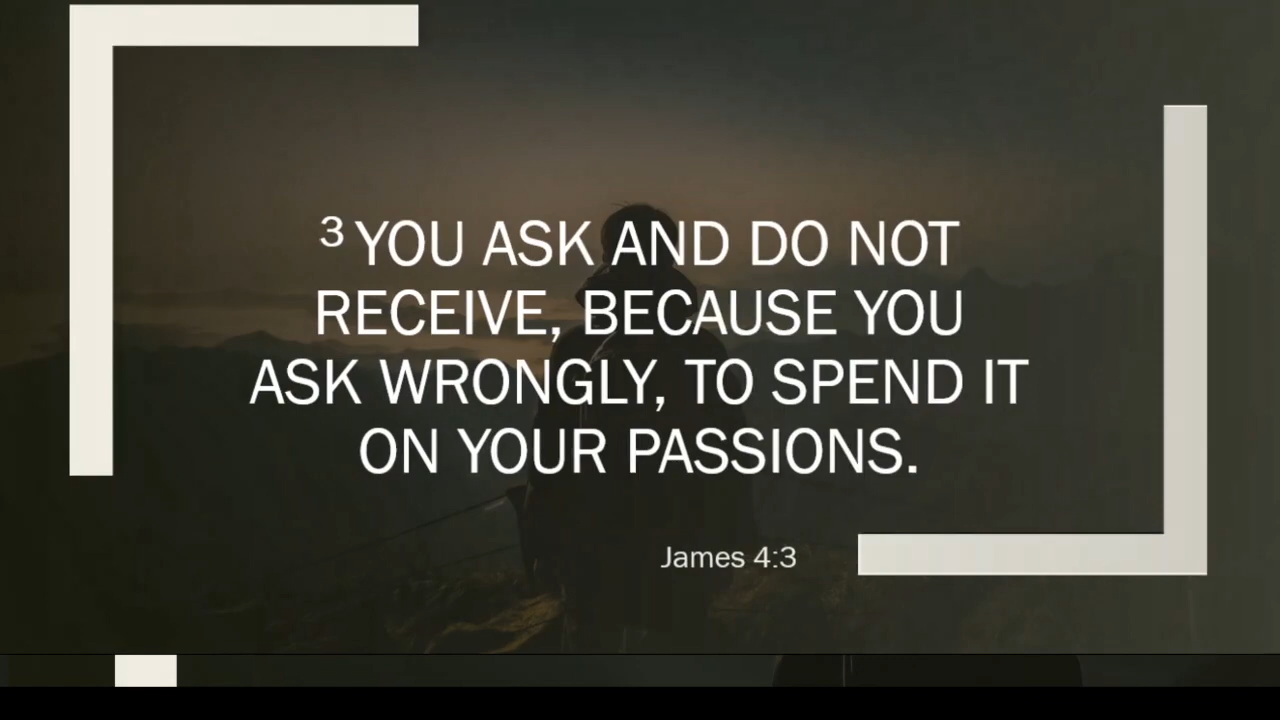 ³ YOU ASK AND DO NOT
RECEIVE, BECAUSE YOU
ASK WRONGLY, TO SPEND IT
ON YOUR PASSIONS.
James 4:3